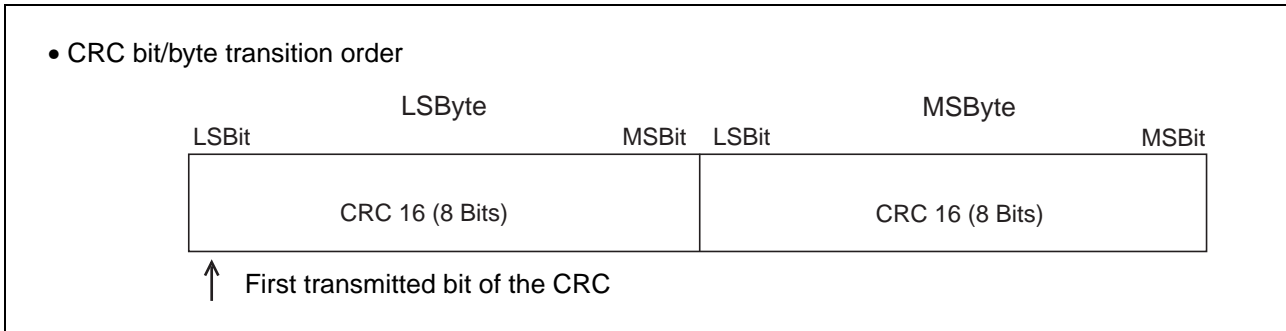 • CRC bit/byte transition order
LSByte MSByte
LSBit MSBit LSBit MSBit
CRC 16 (8 Bits) CRC 16 (8 Bits)
First transmitted bit of the CRC